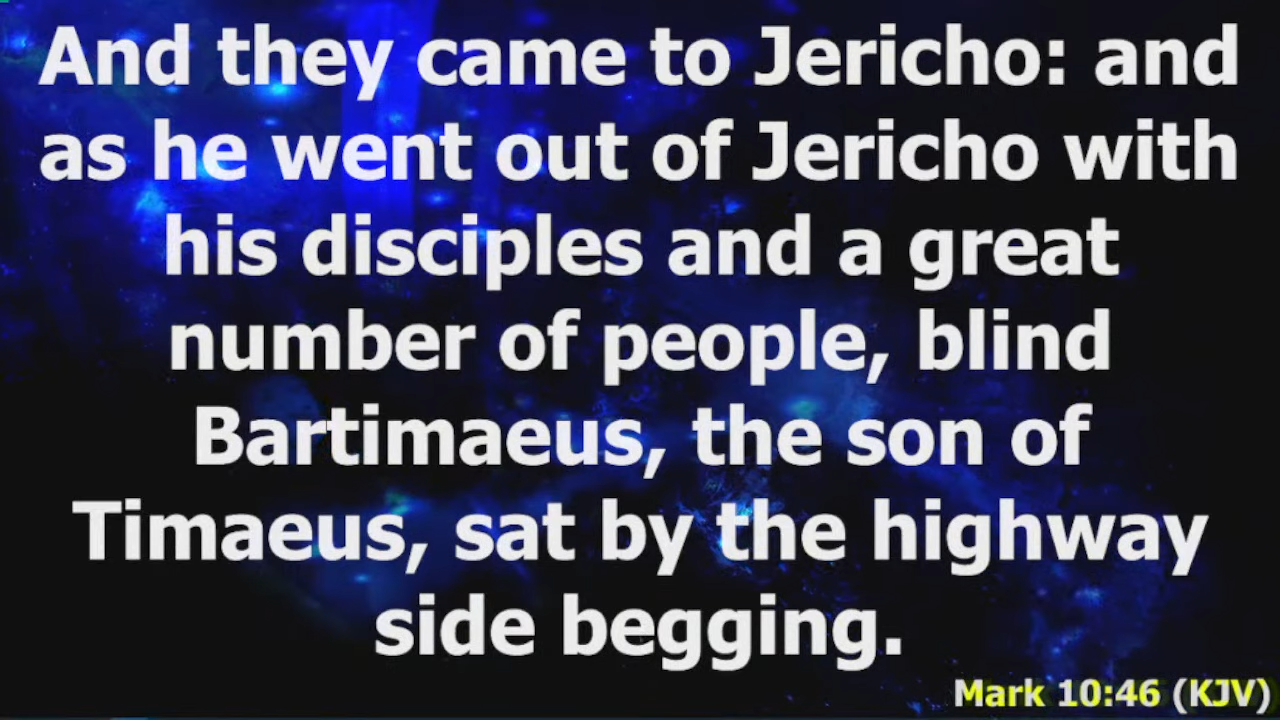 And they came to Jericho: and
as he went out of Jericho with
his disciples and a great
number of people, blind
Bartimaeus, the son of
Timaeus, sat by the highway
side begging.
Mark 10:46 (KJV)